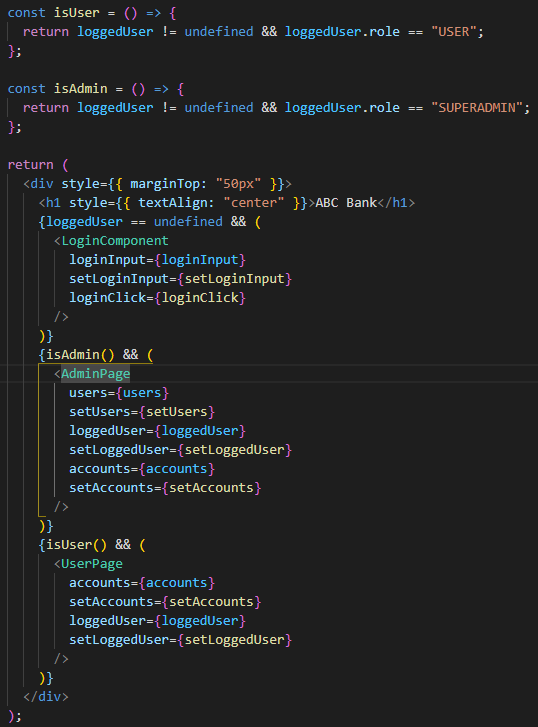 const isUser = () => {
  return loggedUser != undefined && loggedUser.role == "USER";
};

const isAdmin = () => {
  return loggedUser != undefined && loggedUser.role == "SUPERADMIN";
};

return (
  <div style={{ marginTop: "50px" }}>
    <h1 style={{ textAlign: "center" }}>ABC Bank</h1>
    {loggedUser == undefined && (
      <LoginComponent
        loginInput={loginInput}
        setLoginInput={setLoginInput}
        loginClick={loginClick}
      />
    )}
    {isAdmin() && (
      <AdminPage
        users={users}
        setUsers={setUsers}
        loggedUser={loggedUser}
        setLoggedUser={setLoggedUser}
        accounts={accounts}
        setAccounts={setAccounts}
      />
    )}
    {isUser() && (
      <UserPage
        accounts={accounts}
        setAccounts={setAccounts}
        loggedUser={loggedUser}
        setLoggedUser={setLoggedUser}
      />
    )}
  </div>
);